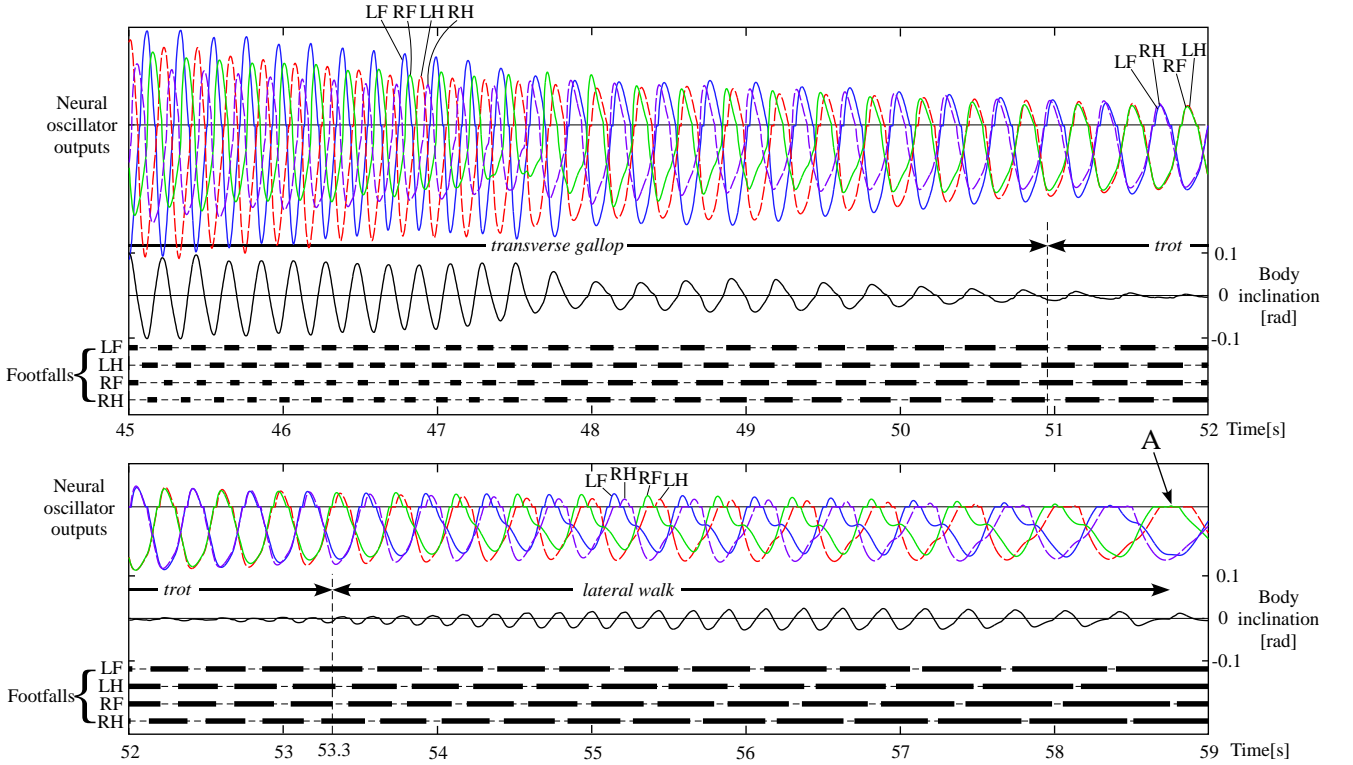 LF RF LH RH
Neural
oscillator
outputs
LF RH RF LH
transverse gallop
trot
0.1
0
-0.1
Body
inclination
[rad]
Footfalls
LF
LH
RF
RH
45 46 47 48 49 50 51 52 Time[s]
A
Neural
oscillator
outputs
LF RH RF LH
trot
lateral walk
0.1
0
-0.1
Body
inclination
[rad]
Footfalls
LF
LH
RF
RH
52 53 53.3 54 55 56 57 58 59 Time[s]